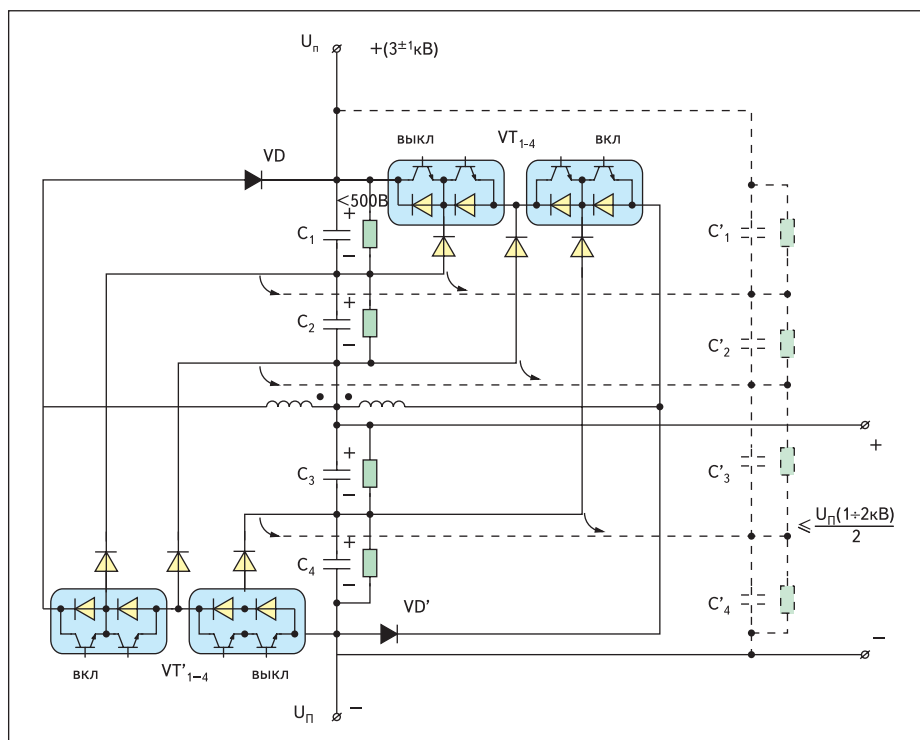 Uп +(3±1кВ)
выкл VT1-4 вкл
VD
<500В
+
C1
−
C'1
+
C2
−
C'2
+
+
C3
−
C'3
⩽ UП(1÷2кВ)
2
+
C4
−
C'4
VD'
−
вкл VT'1−4 выкл
UП −